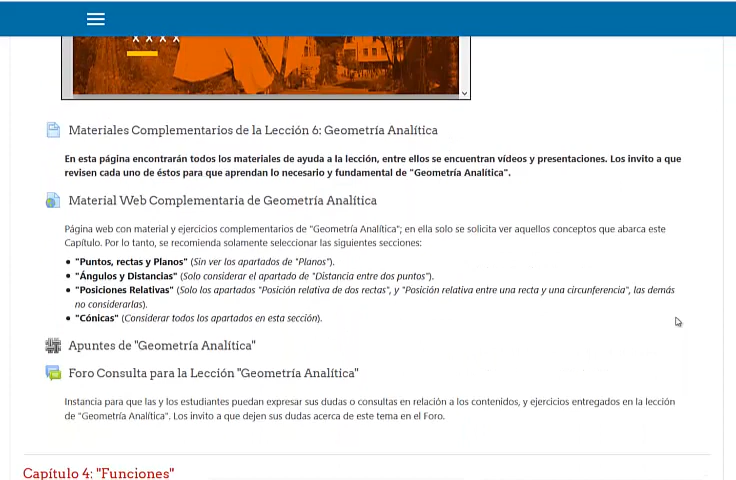 X X X X
Materiales Complementarios de la Lección 6: Geometría Analítica
En esta página encontrarán todos los materiales de ayuda a la lección, entre ellos se encuentran vídeos y presentaciones. Los invito a que
revisen cada uno de éstos para que aprendan lo necesario y fundamental de "Geometría Analítica".
Material Web Complementaria de Geometría Analítica
Página web con material y ejercicios complementarios de "Geometría Analítica"; en ella solo se solicita ver aquellos conceptos que abarca este
Capítulo. Por lo tanto, se recomienda solamente seleccionar las siguientes secciones:
• "Puntos, rectas y Planos" (Sin ver los apartados de "Planos").
• "Ángulos y Distancias" (Solo considerar el apartado de "Distancia entre dos puntos").
• "Posiciones Relativas" (Solo los apartados "Posición relativa de dos rectas", y "Posición relativa entre una recta y una circunferencia", las demás
no considerarlas).
• "Cónicas" (Considerar todos los apartados en esta sección).
Apuntes de "Geometría Analítica"
Foro Consulta para la Lección "Geometría Analítica"
Instancia para que las y los estudiantes puedan expresar sus dudas o consultas en relación a los contenidos, y ejercicios entregados en la lección
de "Geometría Analítica". Los invito a que dejen sus dudas acerca de este tema en el Foro.
Capítulo 4: "Funciones"